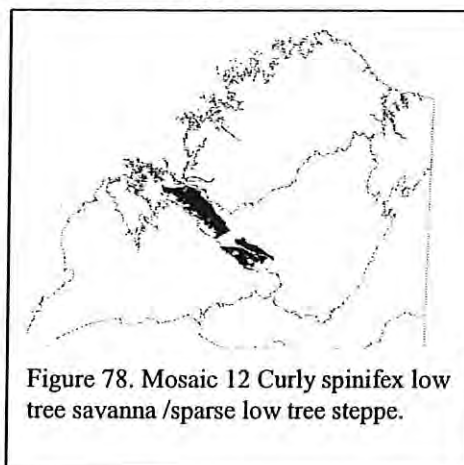 Figure 78. Mosaic 12 Curly spinifex low
tree savanna /sparse low tree steppe.